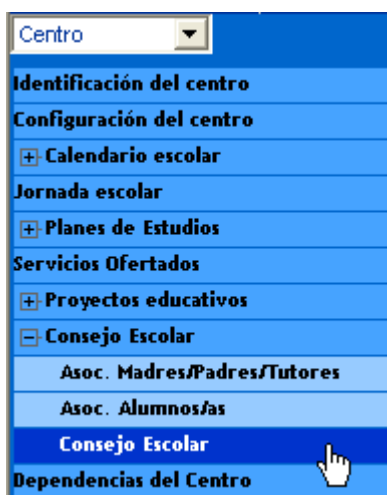 Centro
Identificación del centro
Configuración del centro
Calendario escolar
Jornada escolar
Planes de Estudios
Servicios Ofertados
Proyectos educativos
Consejo Escolar
Asoc. Madres/Padres/Tutores
Asoc. Alumnos/as
Consejo Escolar
Dependencias del Centro